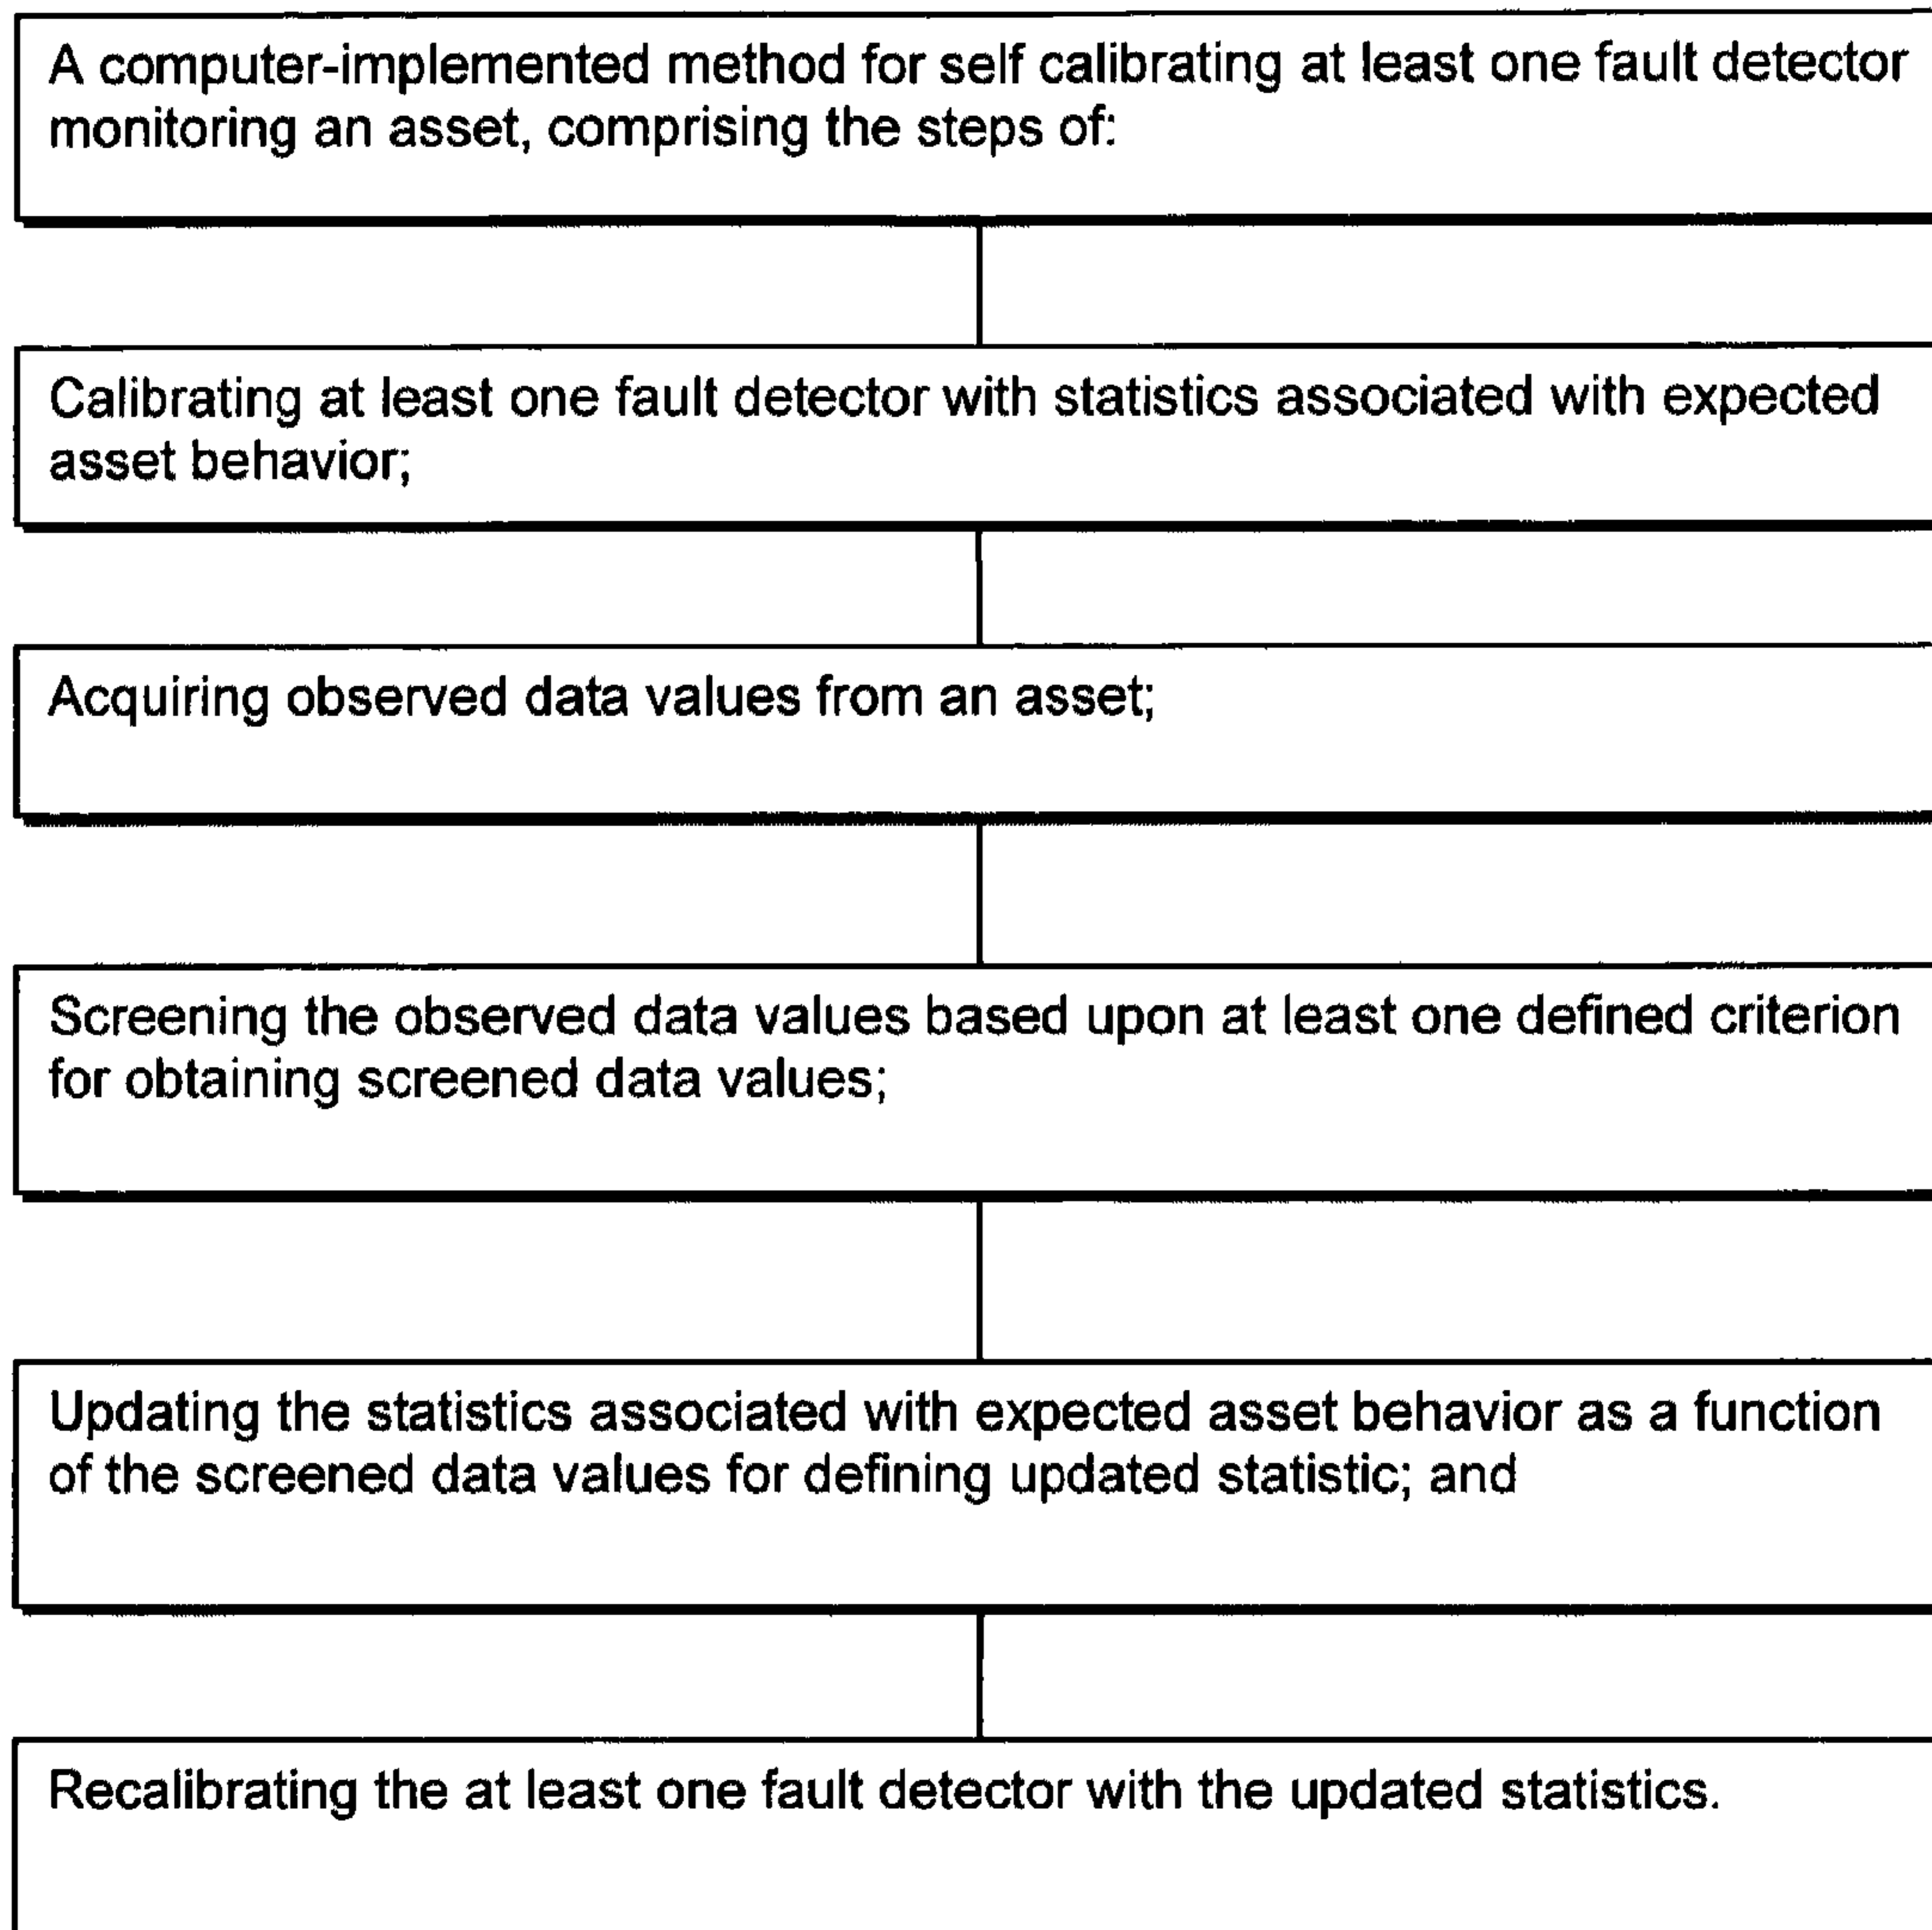 A computer-implemented method for self calibrating at least one fault detector
monitoring an asset, comprising the steps of:
Calibrating at least one fault detector with statistics associated with expected
asset behavior;
Acquiring observed data values from an asset;
Screening the observed data values based upon at least one defined criterion
for obtaining screened data values;
Updating the statistics associated with expected asset behavior as a function
of the screened data values for defining updated statistic; and
Recalibrating the at least one fault detector with the updated statistics.